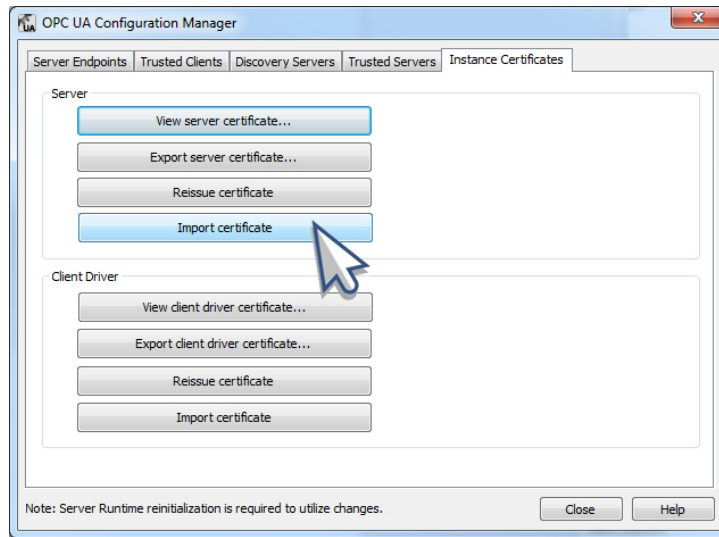 OPC UA Configuration Manager
Server Endpoints Trusted Clients Discovery Servers Trusted Servers Instance Certificates
Server
View server certificate...
Export server certificate...
Reissue certificate
Import certificate
Client Driver
View client driver certificate...
Export client driver certificate...
Reissue certificate
Import certificate
Note: Server Runtime reinitialization is required to utilize changes.
Close Help